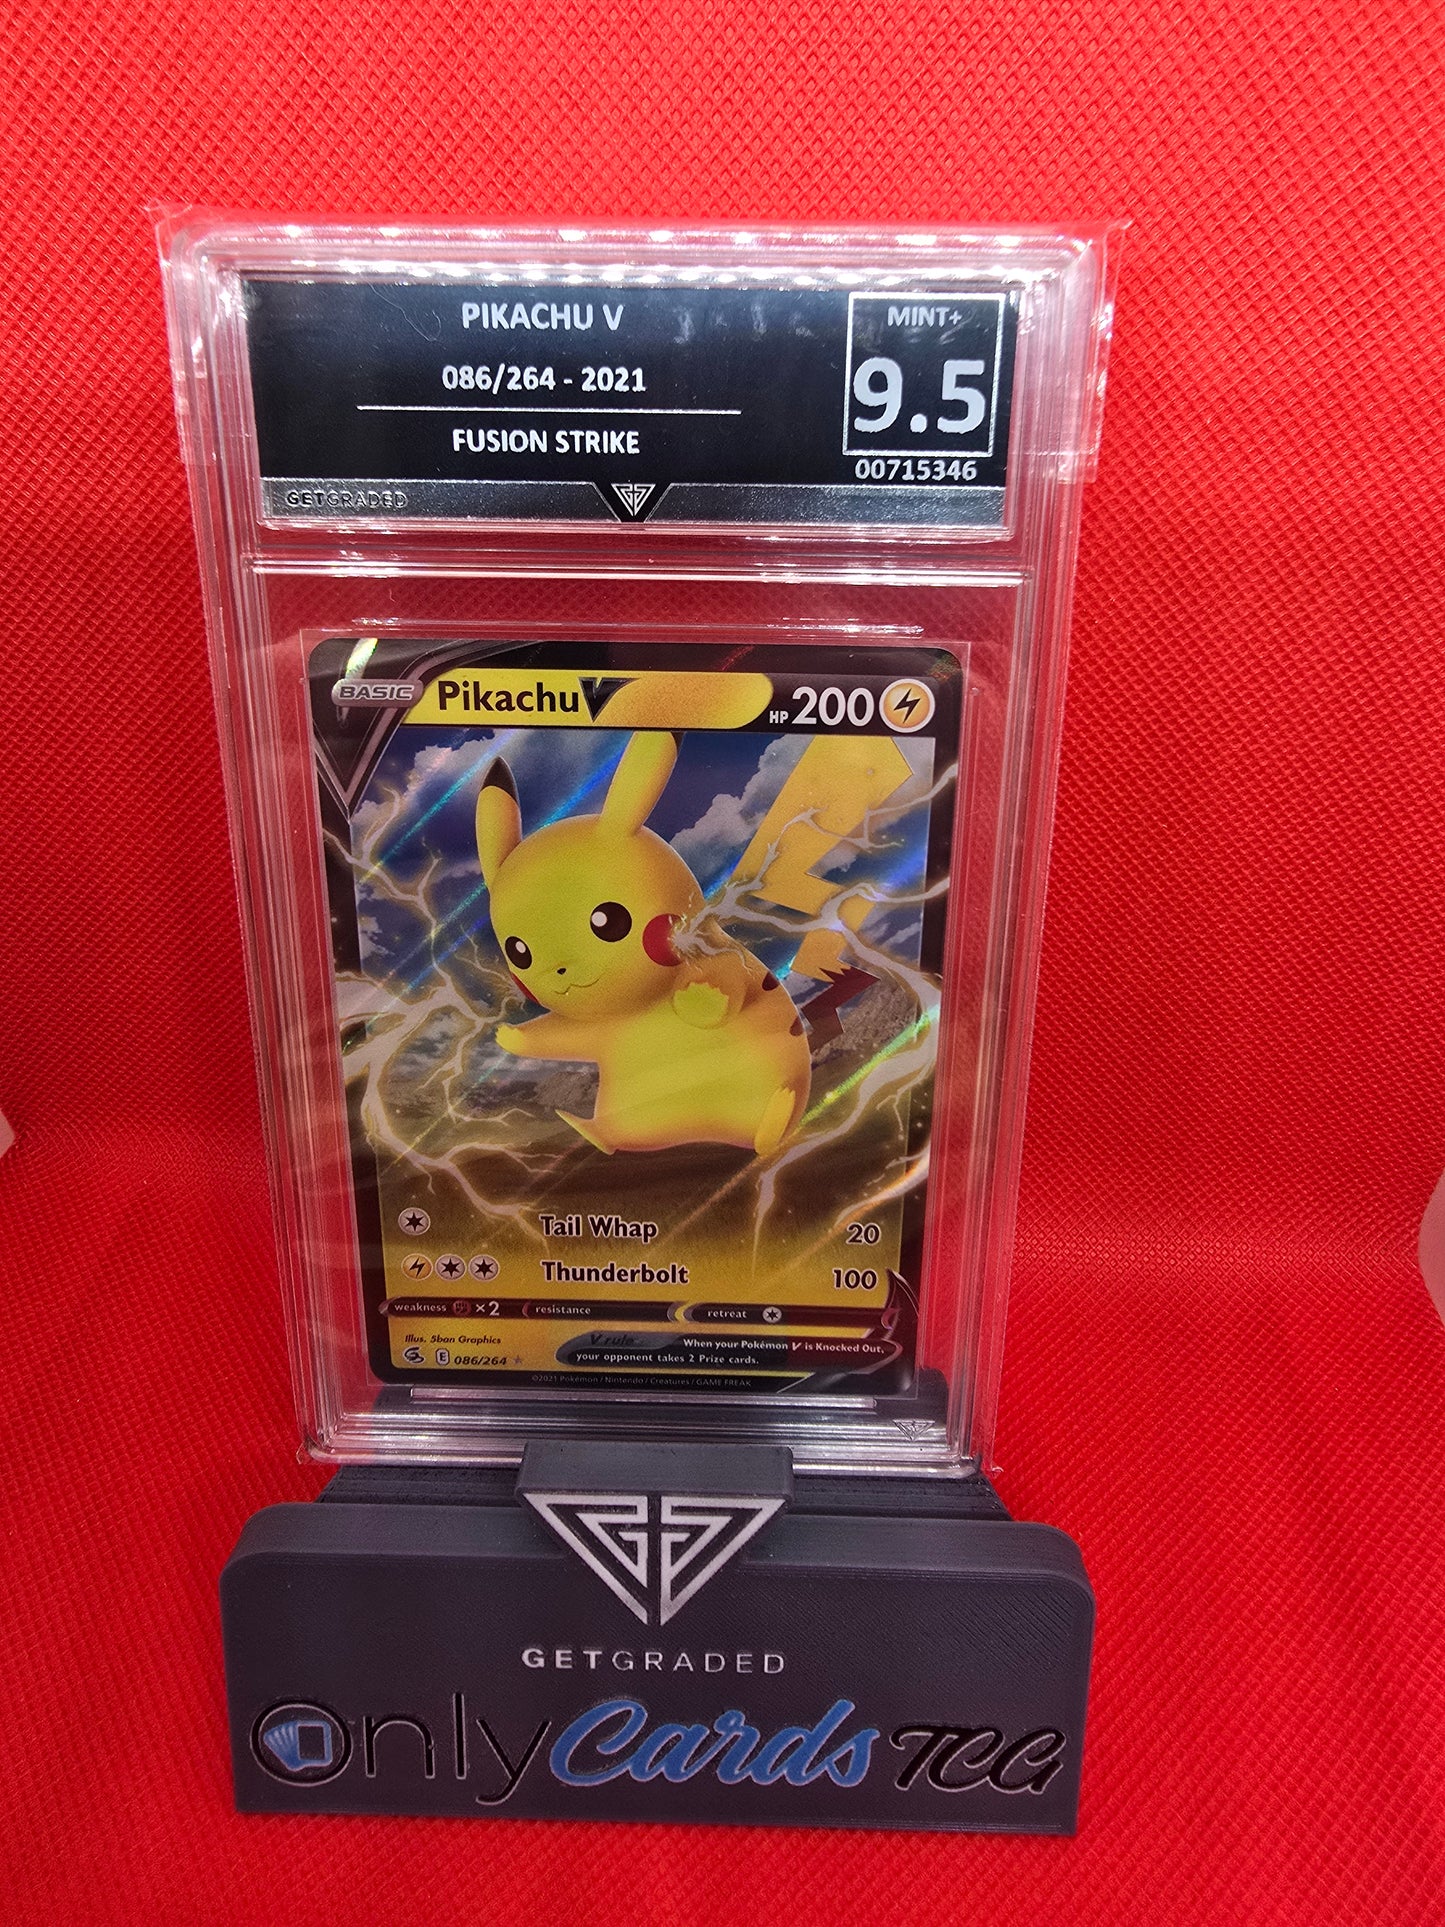 PIKACHU V
MINT+
086/264 - 2021
9.5
FUSION STRIKE
00715346
GETGRADED
BASIC
Pikachu V
HP 200
Tail Whap 20
Thunderbolt 100
weakness ×2 resistance retreat
Illus. 5ban Graphics
V rule
When your Pokémon V is Knocked Out,
your opponent takes 2 Prize cards.
E 086/264 ★
©2021 Pokémon / Nintendo / Creatures / GAME FREAK
GETGRADED
OnlyCards TCG